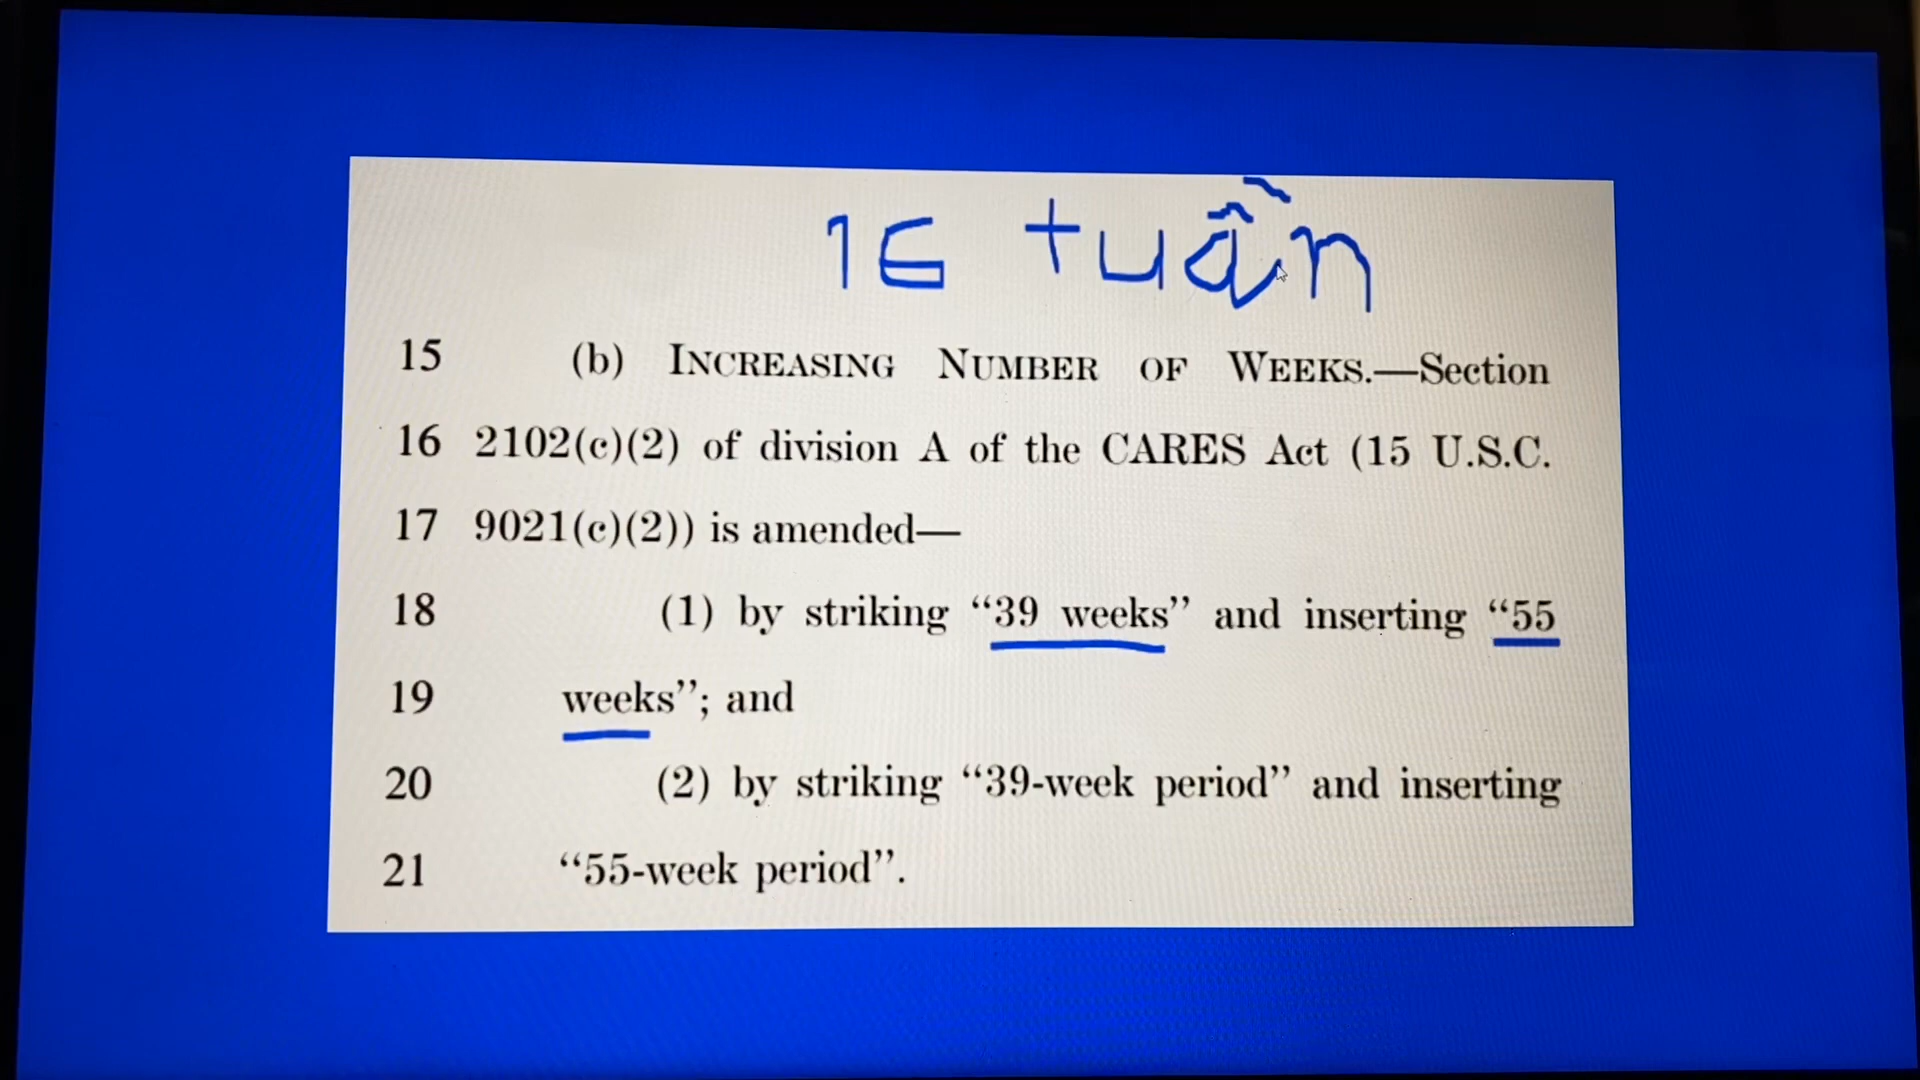 16 tuần
15 (b) INCREASING NUMBER OF WEEKS.—Section
16 2102(c)(2) of division A of the CARES Act (15 U.S.C.
17 9021(c)(2)) is amended—
18 (1) by striking “39 weeks” and inserting “55
19 weeks”; and
20 (2) by striking “39-week period” and inserting
21 “55-week period”.